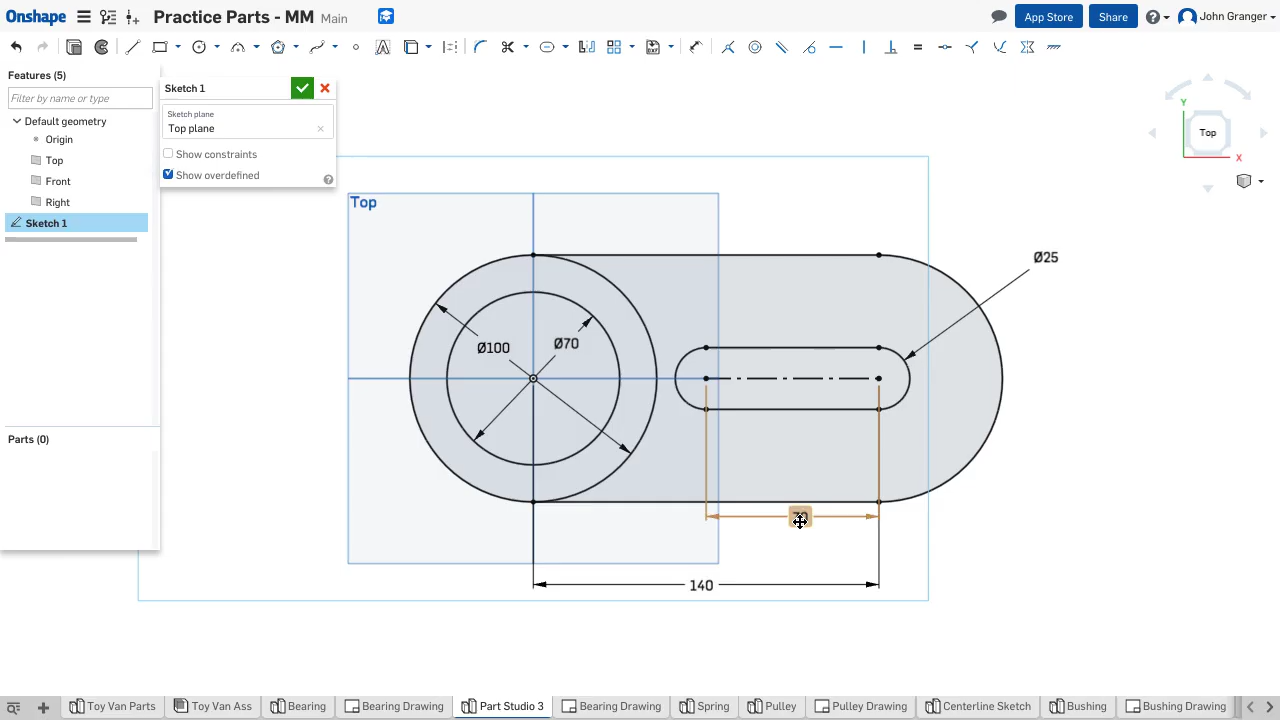 Onshape
Practice Parts - MM Main
App Store
Share
John Granger
Features (5)
Filter by name or type
Default geometry
Origin
Top
Front
Right
Sketch 1
Parts (0)
Sketch 1
Sketch plane
Top plane
Show constraints
Show overdefined
Top
Ø100
Ø70
Ø25
140
Y
Top
X
Toy Van Parts
Toy Van Ass
Bearing
Bearing Drawing
Part Studio 3
Bearing Drawing
Spring
Pulley
Pulley Drawing
Centerline Sketch
Bushing
Bushing Drawing